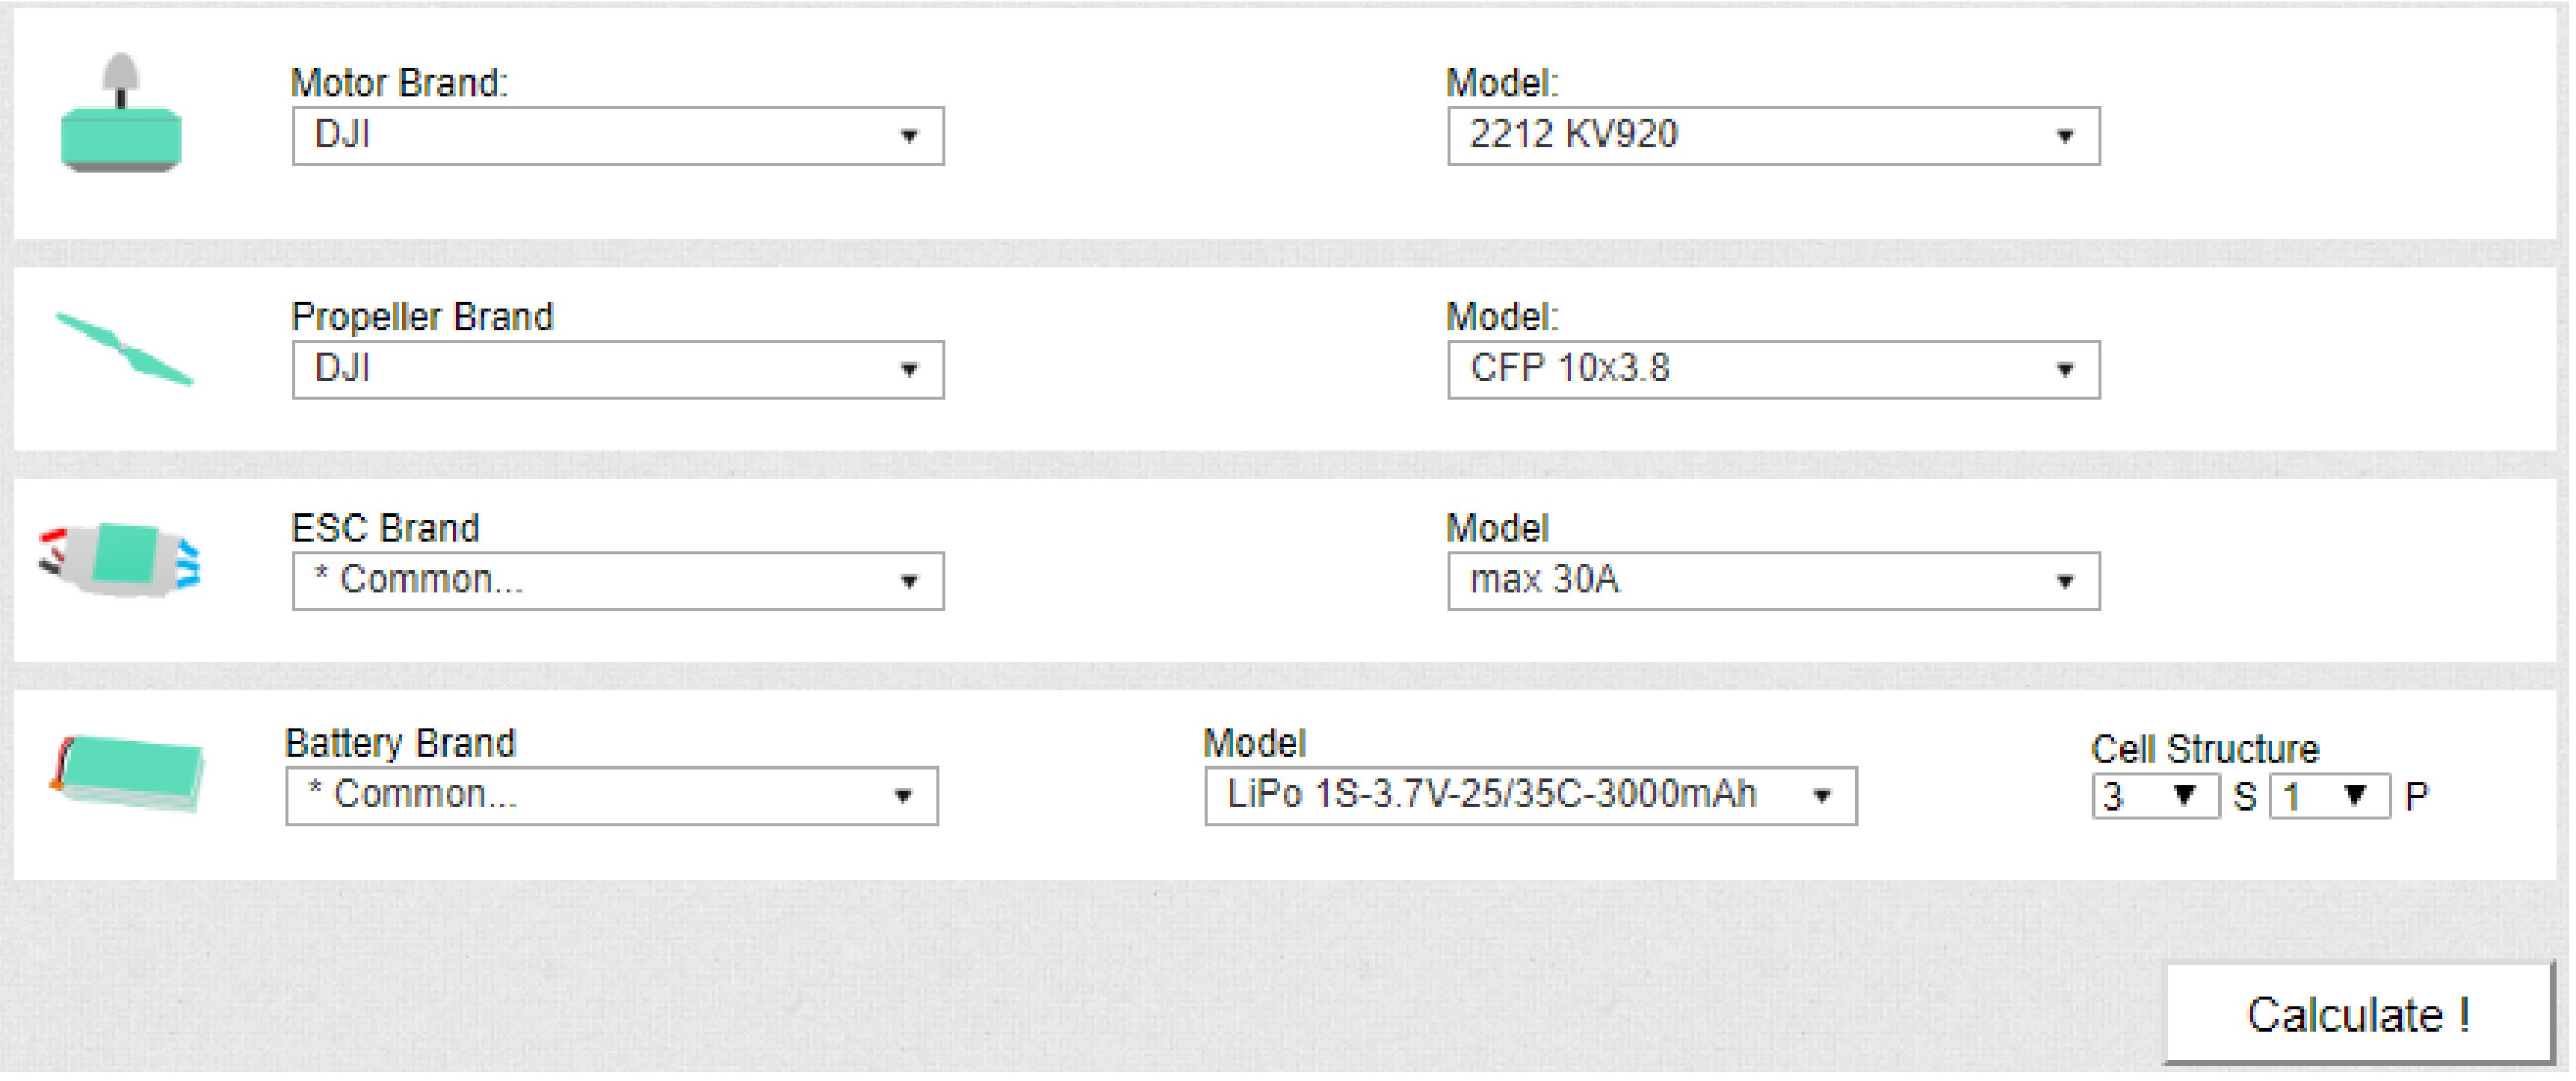 Motor Brand: Model:
DJI 2212 KV920
Propeller Brand Model:
DJI CFP 10x3.8
ESC Brand Model
* Common... max 30A
Battery Brand Model Cell Structure
* Common... LiPo 1S-3.7V-25/35C-3000mAh 3 S 1 P
Calculate !